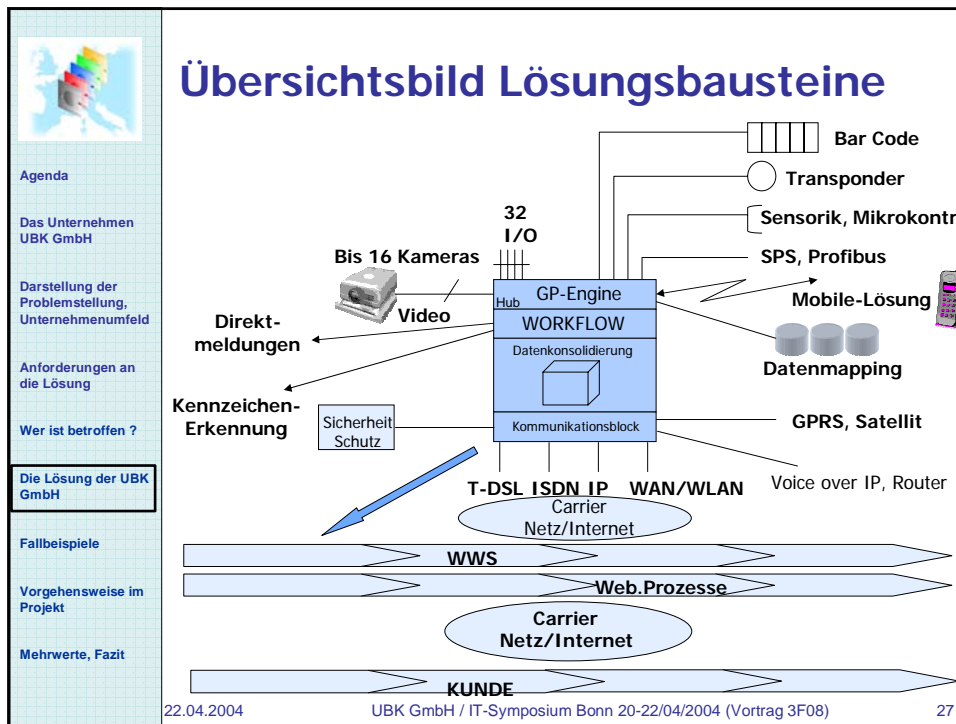 Übersichtsbild Lösungsbausteine
Agenda
Das Unternehmen
UBK GmbH
Darstellung der
Problemstellung,
Unternehmenumfeld
Anforderungen an
die Lösung
Wer ist betroffen ?
Die Lösung der UBK
GmbH
Fallbeispiele
Vorgehensweise im
Projekt
Mehrwerte, Fazit
Bar Code
Transponder
Sensorik, Mikrokontr
SPS, Profibus
Mobile-Lösung
Datenmapping
GPRS, Satellit
Voice over IP, Router
32
I/O
Bis 16 Kameras
Video
Direkt-
meldungen
Kennzeichen-
Erkennung
Sicherheit
Schutz
Hub
GP-Engine
WORKFLOW
Datenkonsolidierung
Kommunikationsblock
T-DSL ISDN IP WAN/WLAN
Carrier
Netz/Internet
WWS
Web.Prozesse
Carrier
Netz/Internet
KUNDE
22.04.2004
UBK GmbH / IT-Symposium Bonn 20-22/04/2004 (Vortrag 3F08)
27